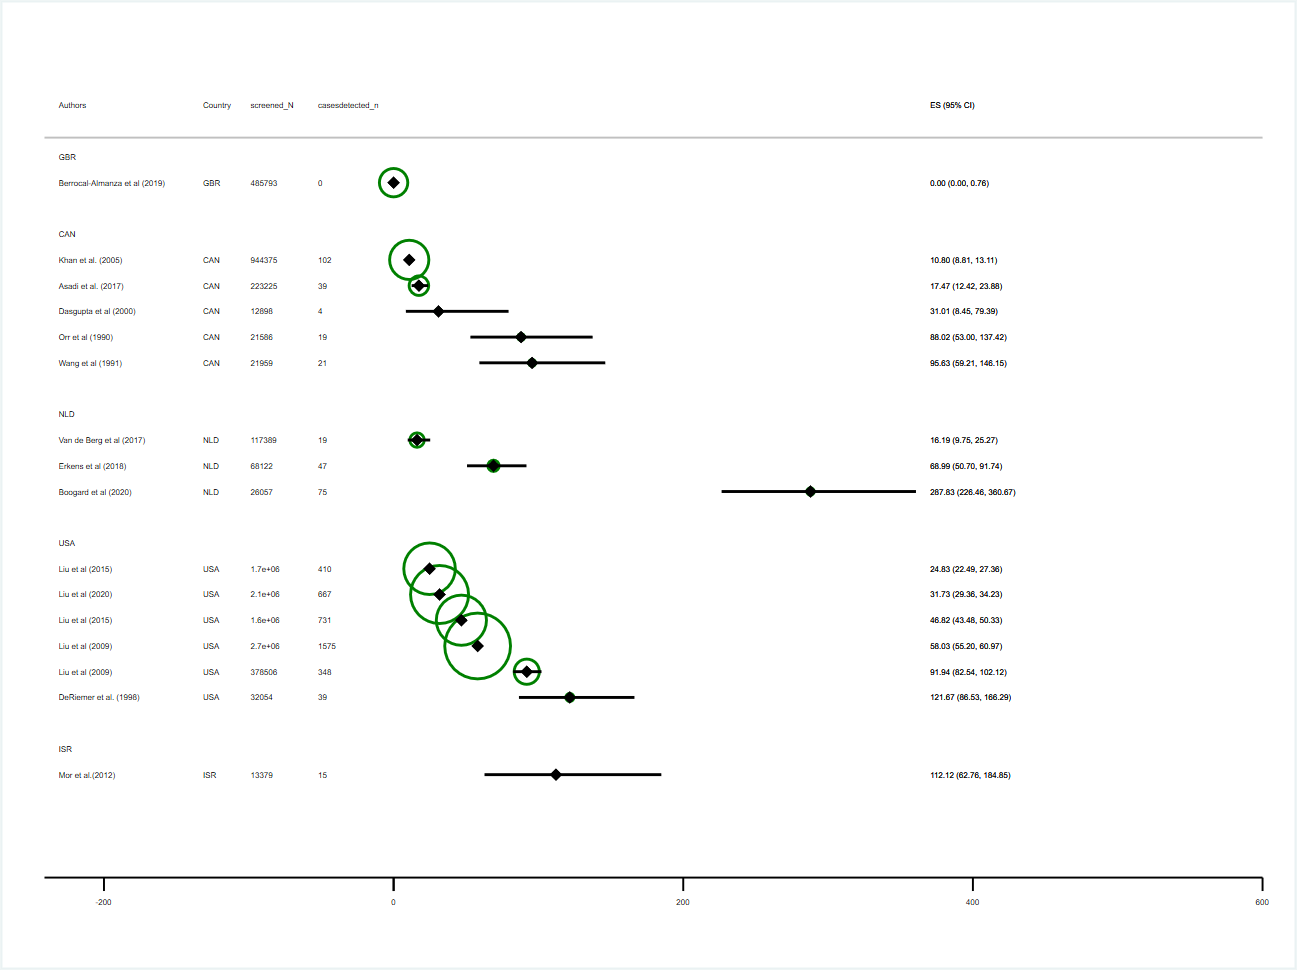 Authors Country screened_N casesdetected_n ES (95% CI)
GBR
Berrocal-Almanza et al (2019) GBR 485793 0 0.00 (0.00, 0.76)
CAN
Khan et al. (2005) CAN 944375 102 10.80 (8.81, 13.11)
Asadi et al. (2017) CAN 223225 39 17.47 (12.42, 23.88)
Dasgupta et al (2000) CAN 12898 4 31.01 (8.45, 79.39)
Orr et al (1990) CAN 21586 19 88.02 (53.00, 137.42)
Wang et al (1991) CAN 21959 21 95.63 (59.21, 146.15)
NLD
Van de Berg et al (2017) NLD 117389 19 16.19 (9.75, 25.27)
Erkens et al (2018) NLD 68122 47 68.99 (50.70, 91.74)
Boogard et al (2020) NLD 26057 75 287.83 (226.46, 360.67)
USA
Liu et al (2015) USA 1.7e+06 410 24.83 (22.49, 27.36)
Liu et al (2020) USA 2.1e+06 667 31.73 (29.36, 34.23)
Liu et al (2015) USA 1.6e+06 731 46.82 (43.48, 50.33)
Liu et al (2009) USA 2.7e+06 1575 58.03 (55.20, 60.97)
Liu et al (2009) USA 378506 348 91.94 (82.54, 102.12)
DeRiemer et al. (1998) USA 32054 39 121.67 (86.53, 166.29)
ISR
Mor et al.(2012) ISR 13379 15 112.12 (62.76, 184.85)
-200 0 200 400 600